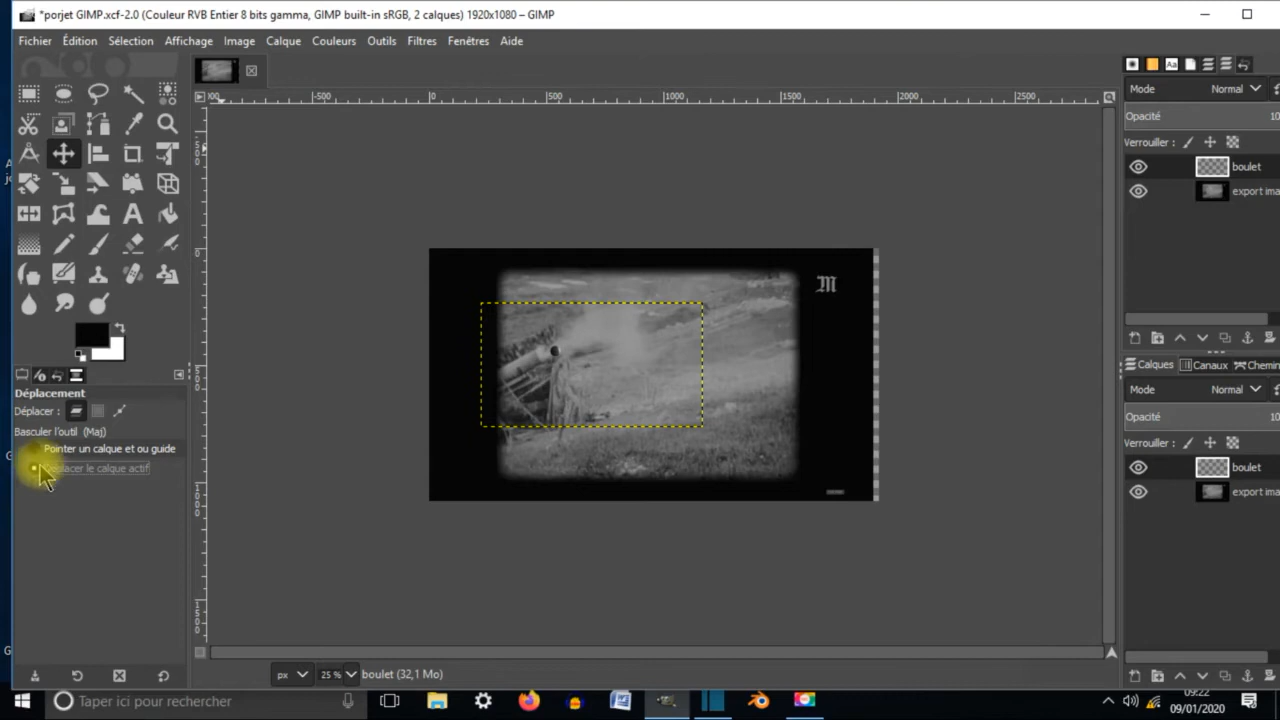 *porjet GIMP.xcf-2.0 (Couleur RVB Entier 8 bits gamma, GIMP built-in sRGB, 2 calques) 1920x1080 – GIMP
Fichier Édition Sélection Affichage Image Calque Couleurs Outils Filtres Fenêtres Aide
-500 0 500 1000 1500 2000 2500
Mode Normal
Opacité 10
Verrouiller :
boulet
export ima
M
Déplacement
Déplacer :
Basculer l'outil (Maj)
Pointer un calque et ou guide
Déplacer le calque actif
Calques Canaux Chemin
Mode Normal
Opacité 10
Verrouiller :
boulet
export ima
px 25 % boulet (32,1 Mo)
Taper ici pour rechercher
09:22
09/01/2020